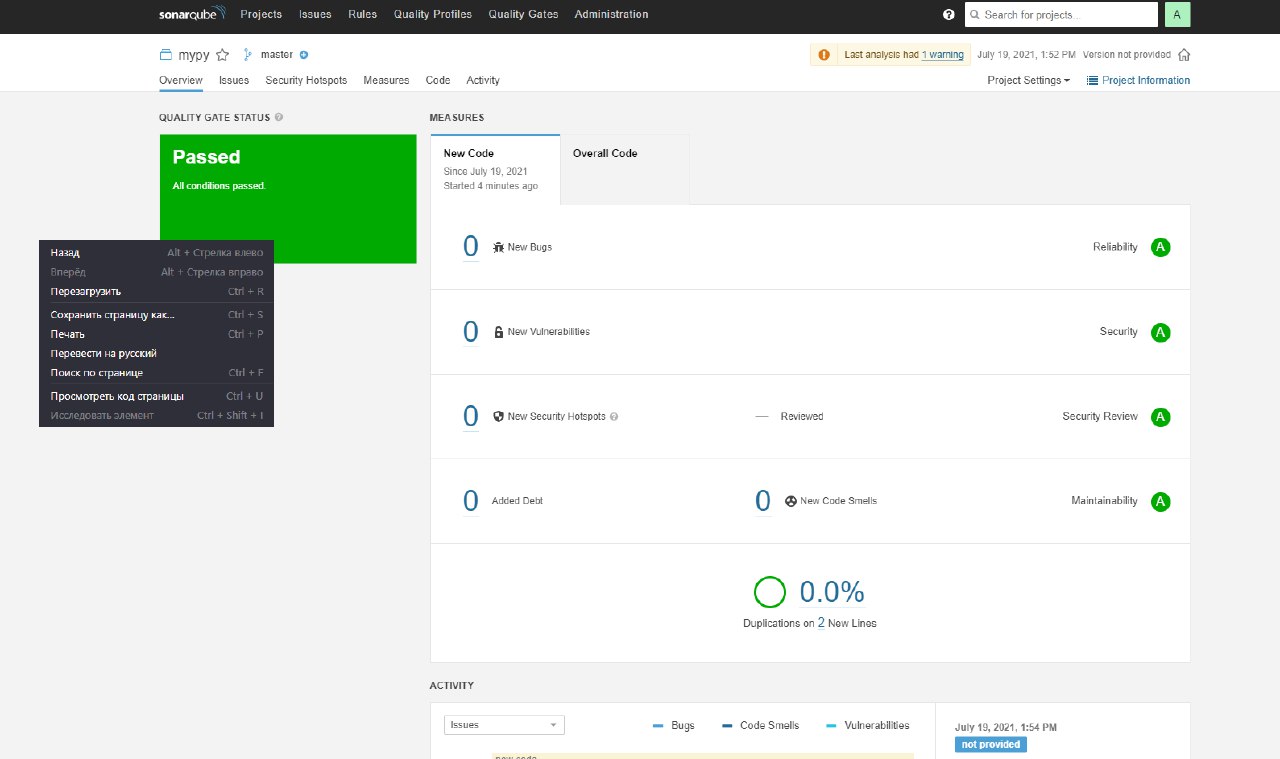 sonarqube Projects Issues Rules Quality Profiles Quality Gates Administration Search for projects... A
mypy master Last analysis had 1 warning July 19, 2021, 1:52 PM Version not provided
Overview Issues Security Hotspots Measures Code Activity Project Settings Project Information
QUALITY GATE STATUS
MEASURES
Passed
All conditions passed.
New Code
Since July 19, 2021
Started 4 minutes ago
Overall Code
Назад Alt + Стрелка влево
Вперёд Alt + Стрелка вправо
Перезагрузить Ctrl + R
Сохранить страницу как... Ctrl + S
Печать Ctrl + P
Перевести на русский
Поиск по странице Ctrl + F
Просмотреть код страницы Ctrl + U
Исследовать элемент Ctrl + Shift + I
0 New Bugs Reliability A
0 New Vulnerabilities Security A
0 New Security Hotspots — Reviewed Security Review A
0 Added Debt 0 New Code Smells Maintainability A
0.0%
Duplications on 2 New Lines
ACTIVITY
Issues Bugs Code Smells Vulnerabilities
July 19, 2021, 1:54 PM
not provided
new code